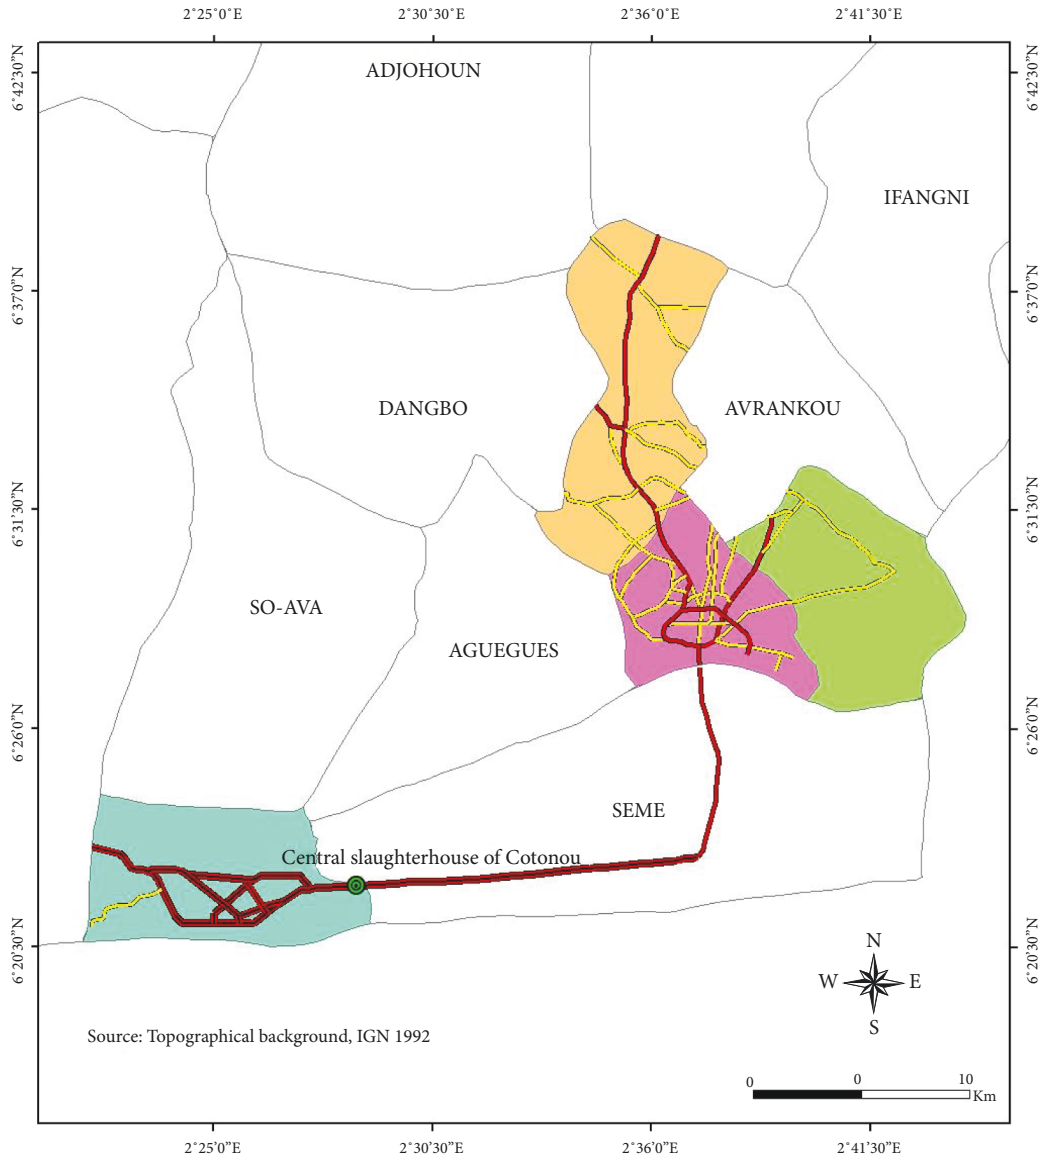 2˚25′0″E
2˚30′30″E
2˚36′0″E
2˚41′30″E
6˚42′30″N
6˚42′30″N
ADJOHOUN
IFANGNI
6˚37′0″N
6˚37′0″N
DANGBO
AVRANKOU
6˚31′30″N
6˚31′30″N
SO-AVA
AGUEGUES
6˚26′0″N
6˚26′0″N
SEME
Central slaughterhouse of Cotonou
6˚20′30″N
6˚20′30″N
N
W
E
S
Source: Topographical background, IGN 1992
0
0
10
Km
2˚25′0″E
2˚30′30″E
2˚36′0″E
2˚41′30″E